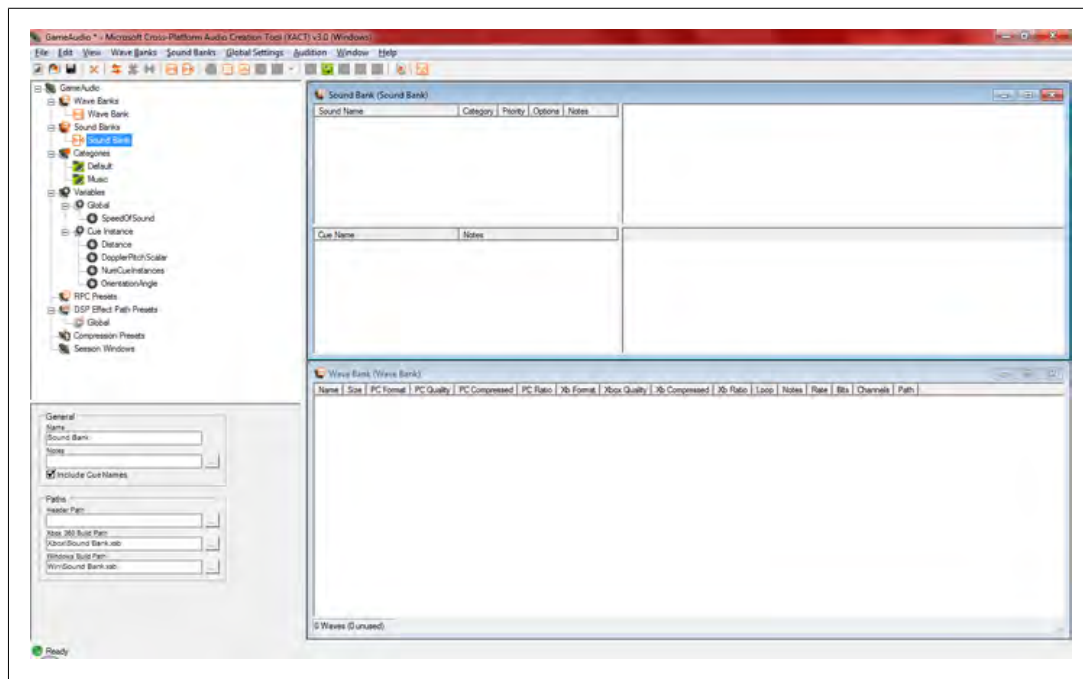 GameAudio * - Microsoft Cross-Platform Audio Creation Tool (XACT) v3.0 (Windows)
File Edit View Wave Banks Sound Banks Global Settings Audition Window Help
GameAudio
Wave Banks
Wave Bank
Sound Banks
Sound Bank
Categories
Default
Music
Variables
Global
SpeedOfSound
Cue Instance
Distance
DopplerPitchScalar
NumCueInstances
OrientationAngle
RPC Presets
DSP Effect Path Presets
Global
Compression Presets
Session Windows
General
Name
Sound Bank
Notes
...
Include Cue Names
Paths
Header Path
...
Xbox 360 Build Path
Xbox\Sound Bank.xsb
...
Windows Build Path
Win\Sound Bank.xsb
...
Ready
Sound Bank (Sound Bank)
Sound Name Category Priority Options Notes
Cue Name Notes
Wave Bank (Wave Bank)
Name Size PC Format PC Quality PC Compressed PC Ratio Xb Format Xbox Quality Xb Compressed Xb Ratio Loop Notes Rate Bits Channels Path
0 Waves (0 unused)